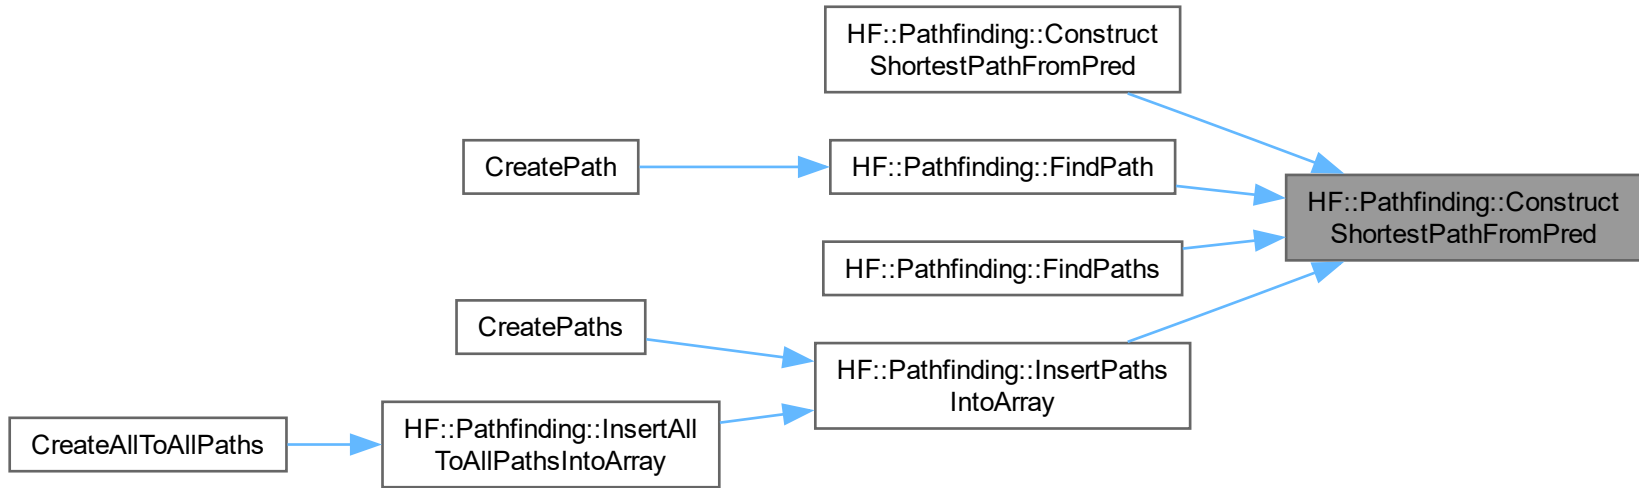 HF::Pathfinding::Construct
ShortestPathFromPred
CreatePath
HF::Pathfinding::FindPath
HF::Pathfinding::Construct
ShortestPathFromPred
HF::Pathfinding::FindPaths
CreatePaths
HF::Pathfinding::InsertPaths
IntoArray
CreateAllToAllPaths
HF::Pathfinding::InsertAll
ToAllPathsIntoArray